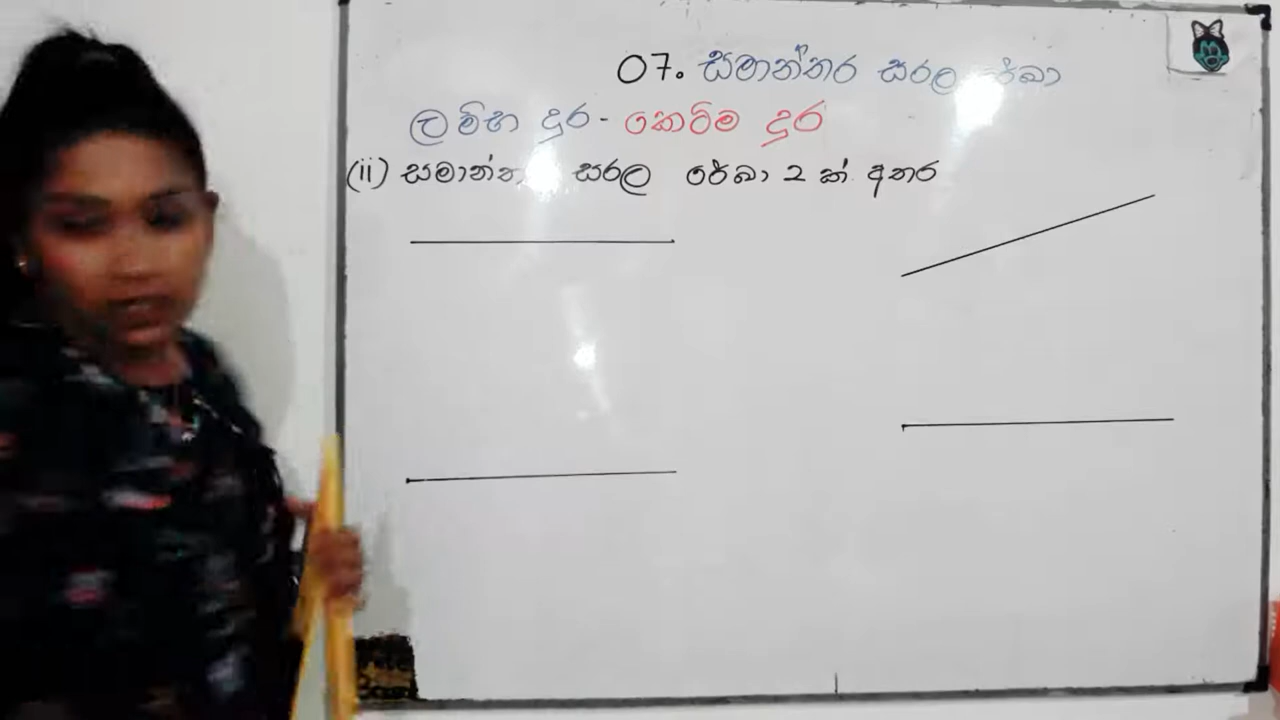 07. සමාන්තර සරල රේඛා
ලම්භ දුර - කෙටිම දුර
(ii) සමාන්තර සරල රේඛා 2 ක් අතර